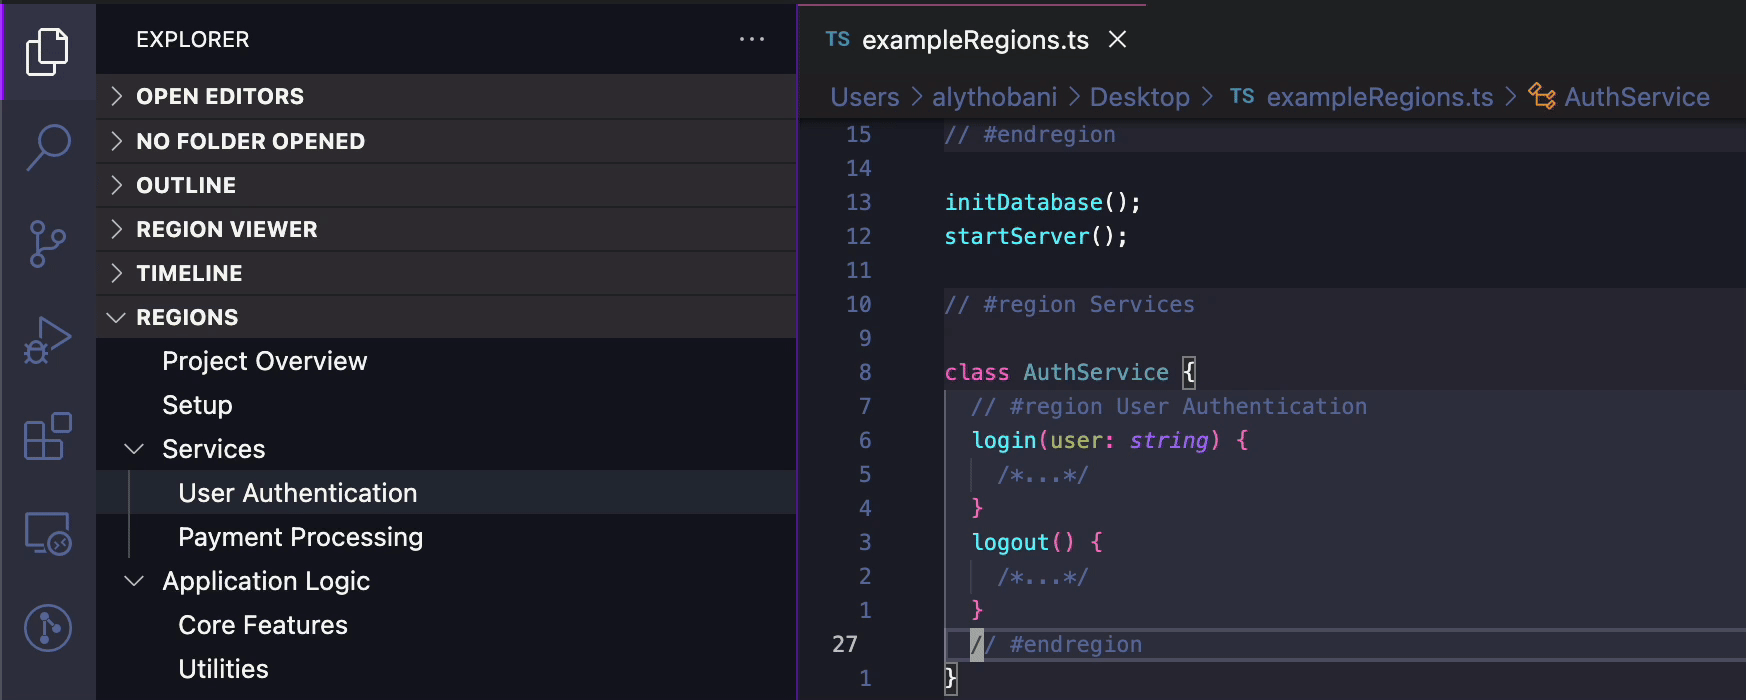 EXPLORER
OPEN EDITORS
NO FOLDER OPENED
OUTLINE
REGION VIEWER
TIMELINE
REGIONS
Project Overview
Setup
Services
User Authentication
Payment Processing
Application Logic
Core Features
Utilities
TS exampleRegions.ts
Users > alythobani > Desktop > TS exampleRegions.ts > AuthService
15 // #endregion
14
13 initDatabase();
12 startServer();
11
10 // #region Services
9
8 class AuthService {
7 // #region User Authentication
6 login(user: string) {
5 /*...*/
4 }
3 logout() {
2 /*...*/
1 }
27 // #endregion
1 }